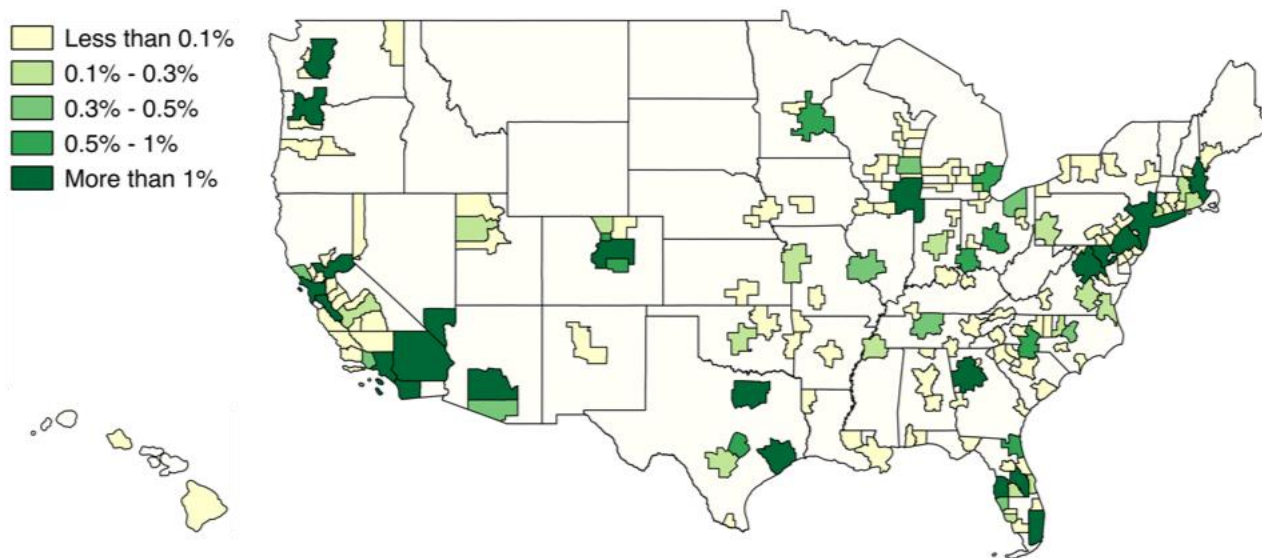 Less than 0.1%
0.1% - 0.3%
0.3% - 0.5%
0.5% - 1%
More than 1%